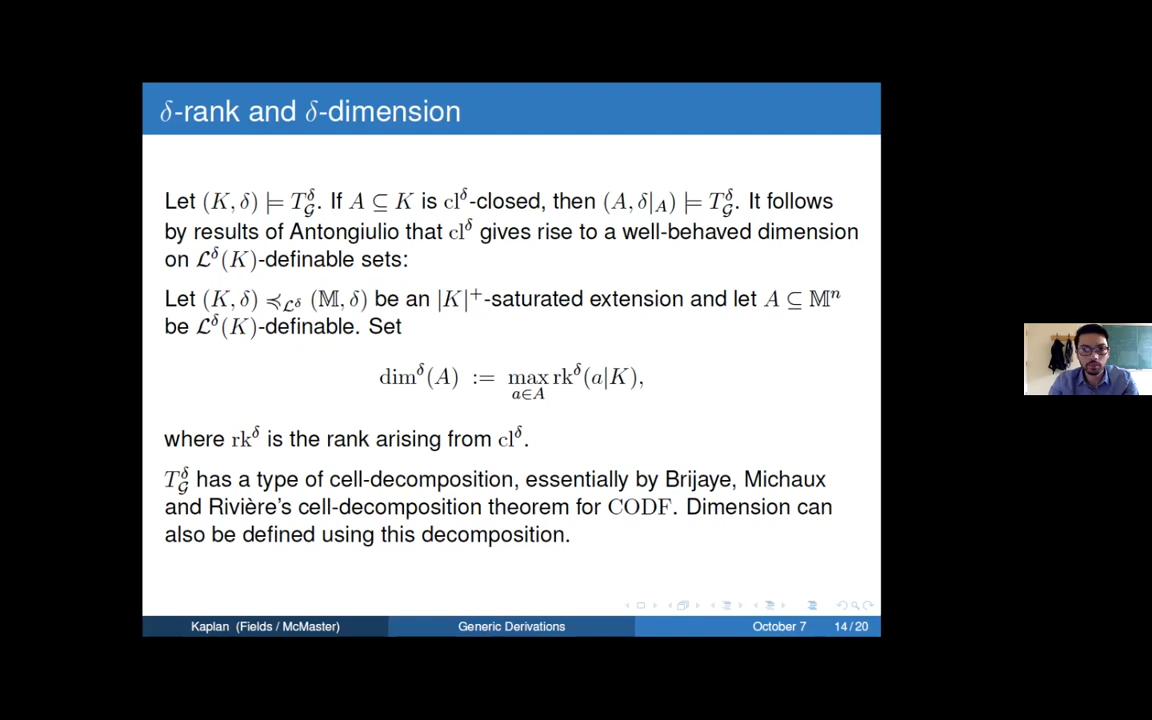 δ-rank and δ-dimension
Let (K, δ) ⊨ T^δ_𝒢. If A ⊆ K is cl^δ-closed, then (A, δ|_A) ⊨ T^δ_𝒢. It follows
by results of Antongiulio that cl^δ gives rise to a well-behaved dimension
on ℒ^δ(K)-definable sets:
Let (K, δ) ≼_{ℒ^δ} (𝕄, δ) be an |K|^+-saturated extension and let A ⊆ 𝕄^n
be ℒ^δ(K)-definable. Set
dim^δ(A) := max_{a∈A} rk^δ(a|K),
where rk^δ is the rank arising from cl^δ.
T^δ_𝒢 has a type of cell-decomposition, essentially by Brijaye, Michaux
and Rivière's cell-decomposition theorem for CODF. Dimension can
also be defined using this decomposition.
Kaplan (Fields / McMaster) Generic Derivations October 7 14 / 20